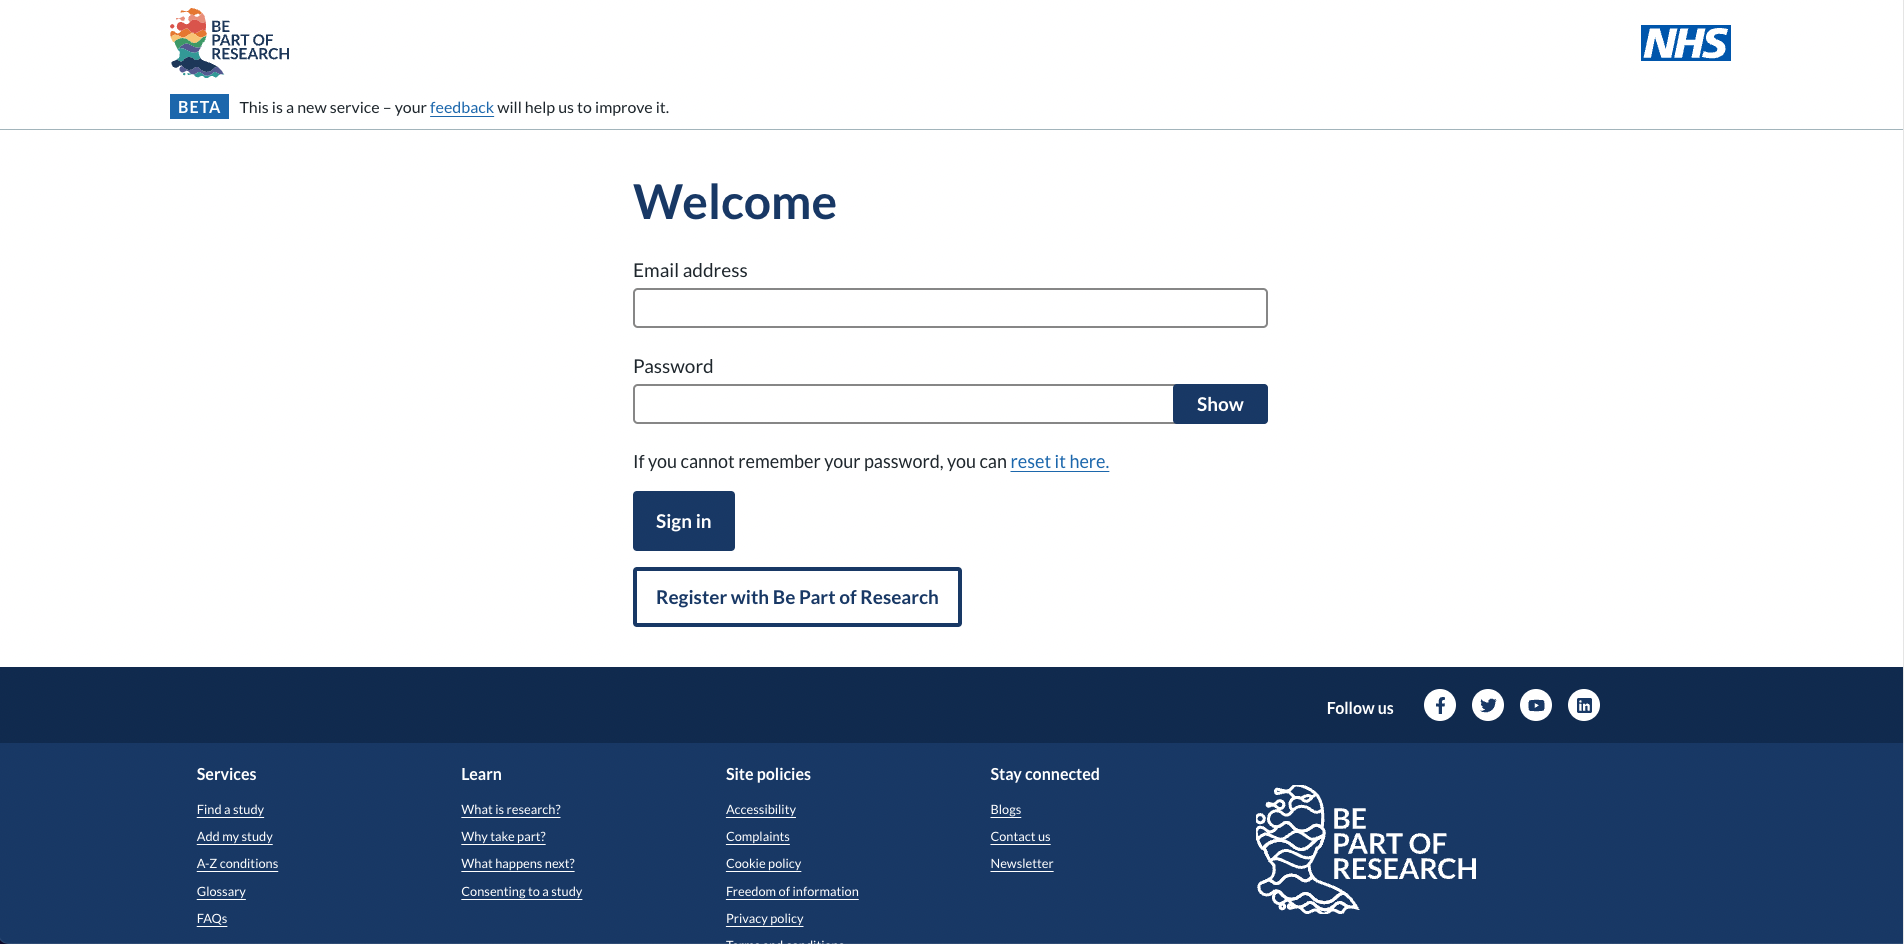 BE
PART OF
RESEARCH
NHS
BETA This is a new service – your feedback will help us to improve it.
Welcome
Email address
Password
Show
If you cannot remember your password, you can reset it here.
Sign in
Register with Be Part of Research
Follow us
Services
Find a study
Add my study
A-Z conditions
Glossary
FAQs
Learn
What is research?
Why take part?
What happens next?
Consenting to a study
Site policies
Accessibility
Complaints
Cookie policy
Freedom of information
Privacy policy
Terms and conditions
Stay connected
Blogs
Contact us
Newsletter
BE
PART OF
RESEARCH